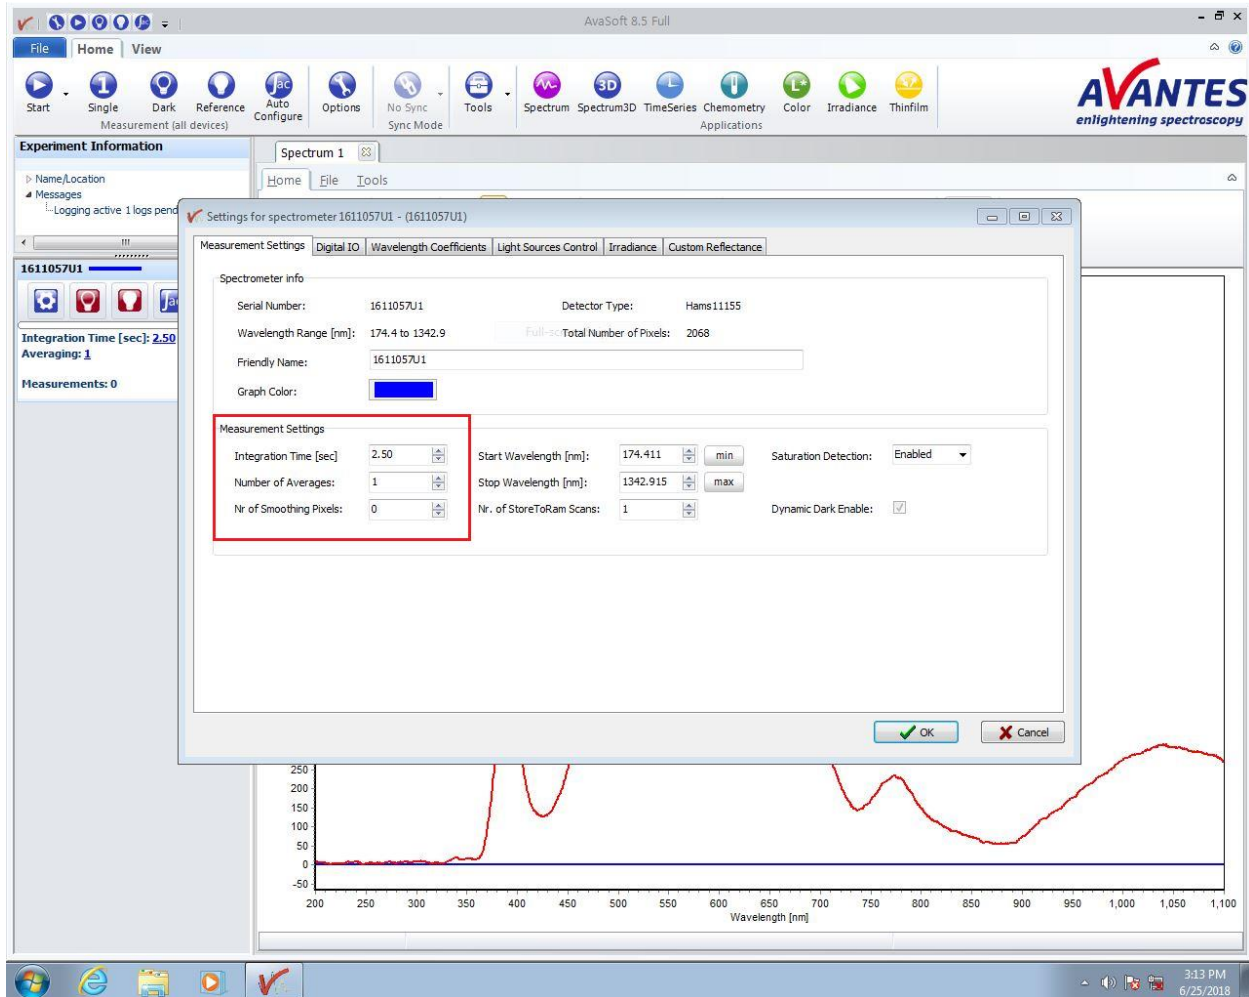 AvaSoft 8.5 Full
File Home View
Start Single Dark Reference Auto Configure Options No Sync Tools Spectrum Spectrum3D TimeSeries Chemometry Color Irradiance Thinfilm
Measurement (all devices) Sync Mode Applications
AVANTES
enlightening spectroscopy
Experiment Information
Name/Location
Messages
Logging active 1 logs pend
Spectrum 1
Home File Tools
1611057U1
Integration Time [sec]: 2.50
Averaging: 1
Measurements: 0
Settings for spectrometer 1611057U1 - (1611057U1)
Measurement Settings Digital IO Wavelength Coefficients Light Sources Control Irradiance Custom Reflectance
Spectrometer info
Serial Number: 1611057U1 Detector Type: Hams11155
Wavelength Range [nm]: 174.4 to 1342.9 Total Number of Pixels: 2068
Friendly Name: 1611057U1
Graph Color:
Measurement Settings
Integration Time [sec] 2.50 Start Wavelength [nm]: 174.411 min Saturation Detection: Enabled
Number of Averages: 1 Stop Wavelength [nm]: 1342.915 max
Nr of Smoothing Pixels: 0 Nr. of StoreToRam Scans: 1 Dynamic Dark Enable:
OK Cancel
250
200
150
100
50
0
-50
200 250 300 350 400 450 500 550 600 650 700 750 800 850 900 950 1,000 1,050 1,100
Wavelength [nm]
3:13 PM
6/25/2018